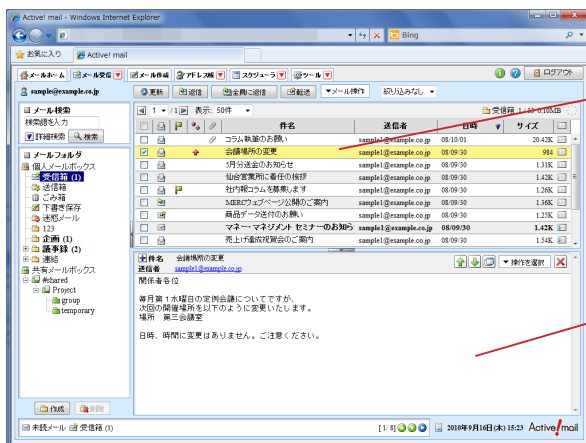 Active! mail - Windows Internet Explorer
Bing
お気に入り Active! mail
メールホーム メール受信 メール作成 アドレス帳 スケジューラ ツール ログアウト
sample@example.co.jp
更新 返信 全員に返信 転送 ▼メール操作 絞り込みなし
メール検索
検索語を入力
詳細検索 検索
メールフォルダ
個人メールボックス
受信箱 (1)
送信箱
ごみ箱
下書き保存
迷惑メール
123
企画 (1)
議事録 (2)
連絡
共有メールボックス
#shared
Project
group
temporary
作成 削除
1 /1 表示: 50件 受信箱 1/13 0.10MB
件名 送信者 日時 ▼ サイズ
コラム執筆のお願い sample1@example.co.jp 08/10/01 20.42K
会議場所の変更 sample1@example.co.jp 08/09/30 984
5月分送金のお知らせ sample1@example.co.jp 08/09/30 1.31K
仙台営業所に着任の挨拶 sample1@example.co.jp 08/09/30 1.42K
社内報コラムを募集します sample1@example.co.jp 08/09/30 1.26K
MERCウェブページ公開のご案内 sample1@example.co.jp 08/09/30 1.36K
商品データ送付のお願い sample1@example.co.jp 08/09/30 1.25K
マネー・マネジメント セミナーのお知ら sample1@example.co.jp 08/09/30 1.42K
売上げ達成祝賀会のご案内 sample1@example.co.jp 08/09/30 1.54K
件名 会議場所の変更
送信者 sample1@example.co.jp
▼操作を選択
関係者各位
毎月第1水曜日の定例会議についてですが、
次回の開催場所を以下のように変更いたします。
場所 第三会議室
日時、時間に変更はありません。ご注意ください。
未読メール 受信箱 (1) [1/8] 2010年9月16日(木) 15:23 Active! mail